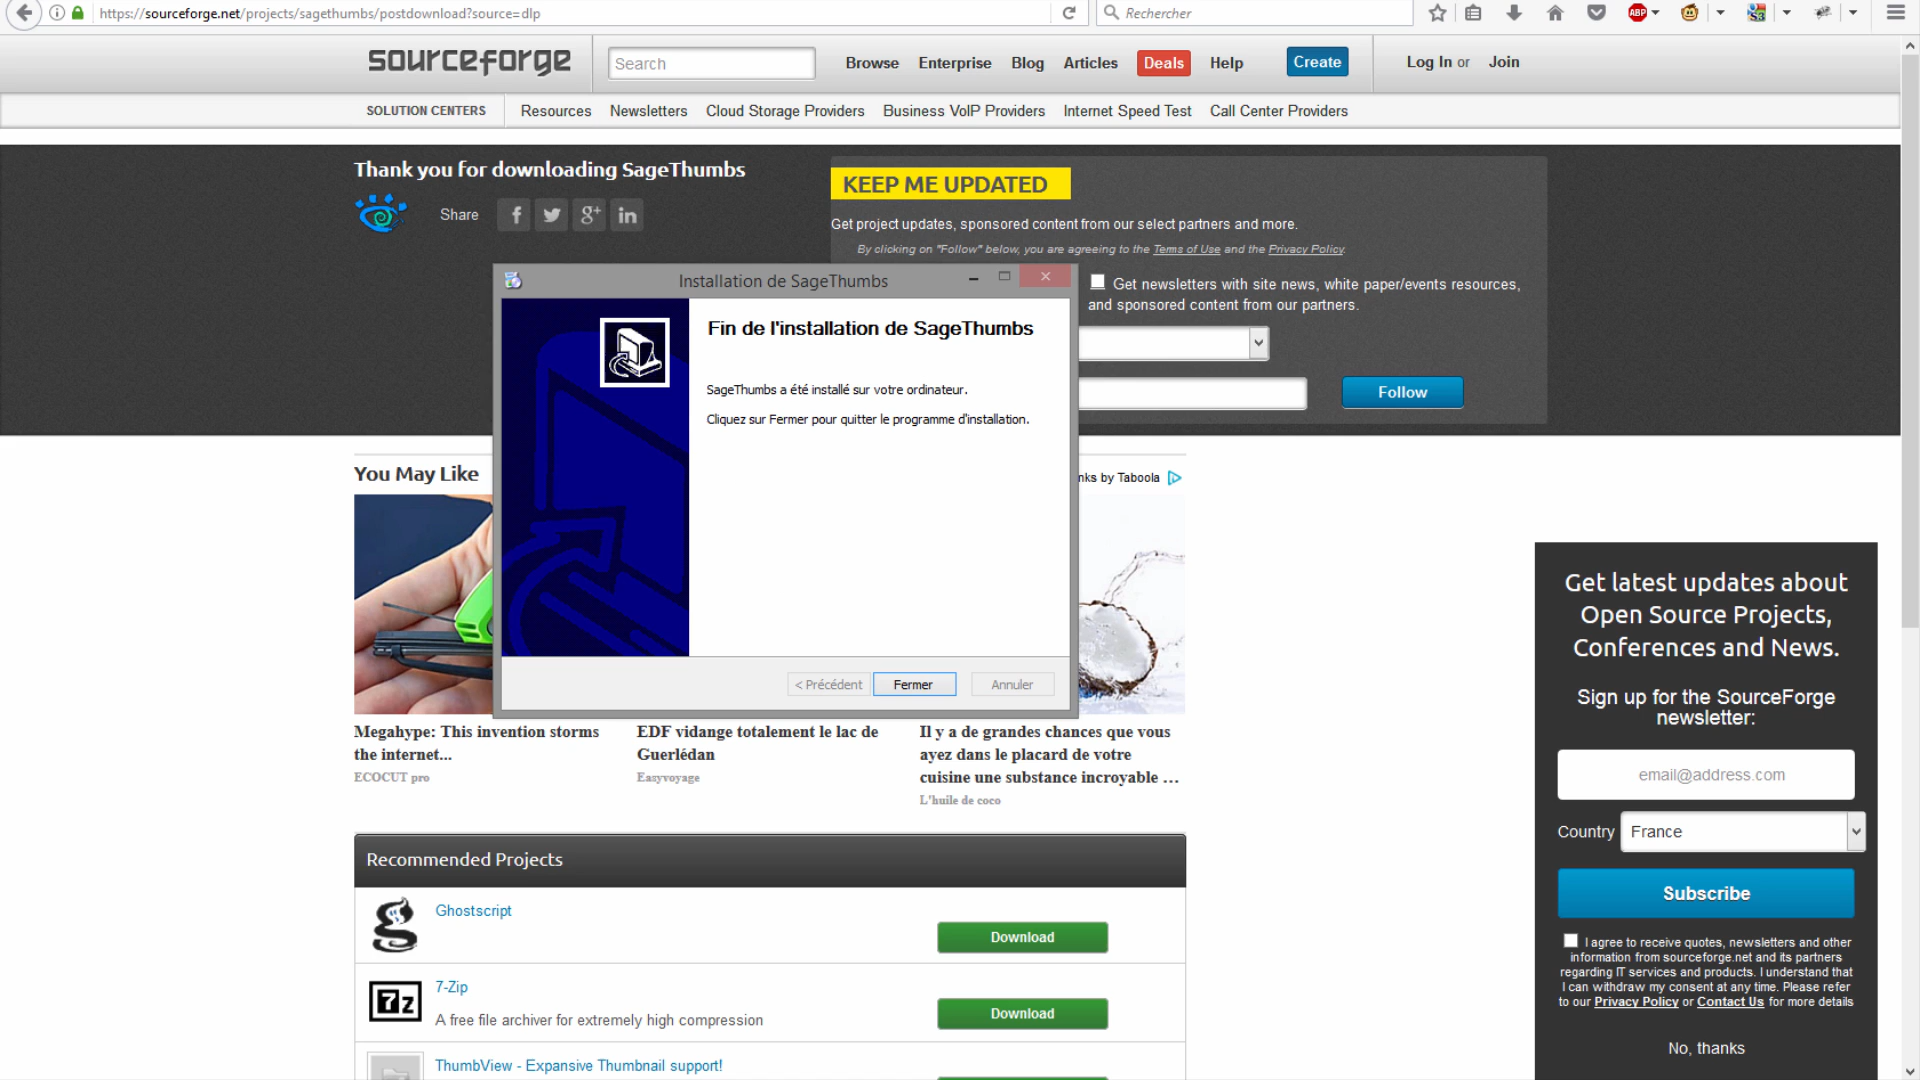 https://sourceforge.net/projects/sagethumbs/postdownload?source=dlp
Rechercher
ABP
sourceforge
Search
Browse
Enterprise
Blog
Articles
Deals
Help
Create
Log In or Join
SOLUTION CENTERS
Resources
Newsletters
Cloud Storage Providers
Business VoIP Providers
Internet Speed Test
Call Center Providers
Thank you for downloading SageThumbs
Share
KEEP ME UPDATED
Get project updates, sponsored content from our select partners and more.
By clicking on "Follow" below, you are agreeing to the Terms of Use and the Privacy Policy.
Get newsletters with site news, white paper/events resources,
and sponsored content from our partners.
Follow
Installation de SageThumbs
Fin de l'installation de SageThumbs
SageThumbs a été installé sur votre ordinateur.
Cliquez sur Fermer pour quitter le programme d'installation.
< Précédent
Fermer
Annuler
You May Like
by Taboola
Megahype: This invention storms
the internet...
ECOCUT pro
EDF vidange totalement le lac de
Guerlédan
Easyvoyage
Il y a de grandes chances que vous
ayez dans le placard de votre
cuisine une substance incroyable …
L'huile de coco
Recommended Projects
Ghostscript
Download
7z
7-Zip
A free file archiver for extremely high compression
Download
ThumbView - Expansive Thumbnail support!
Get latest updates about
Open Source Projects,
Conferences and News.
Sign up for the SourceForge
newsletter:
email@address.com
Country
France
Subscribe
I agree to receive quotes, newsletters and other
information from sourceforge.net and its partners
regarding IT services and products. I understand that
I can withdraw my consent at any time. Please refer
to our Privacy Policy or Contact Us for more details
No, thanks